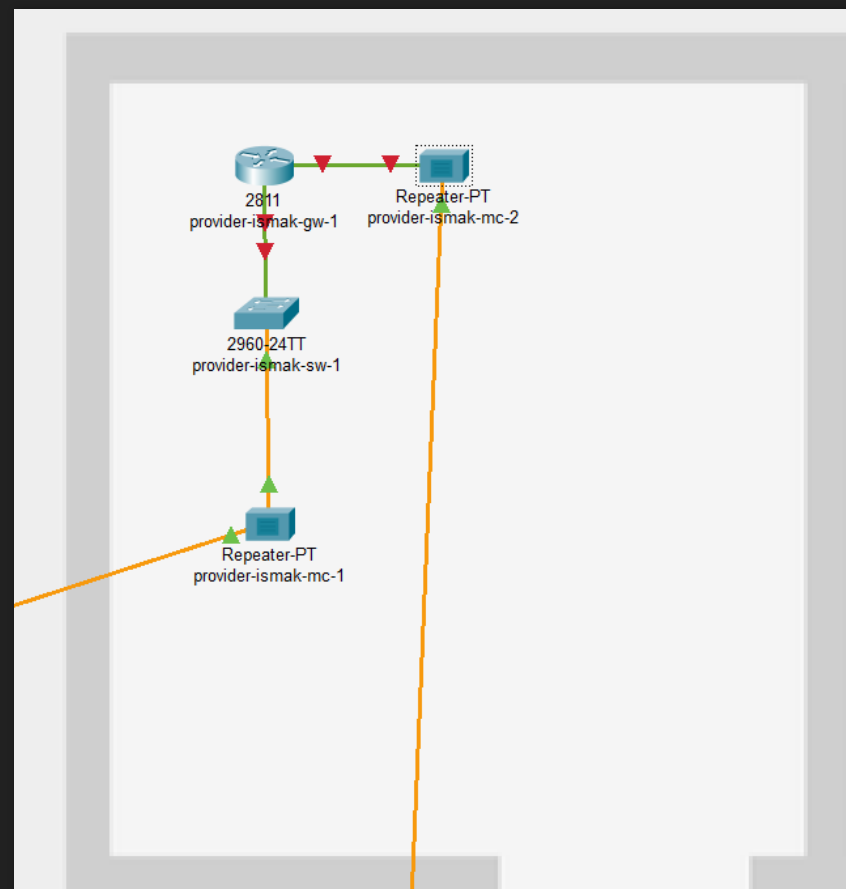 2811
provider-ismak-gw-1
Repeater-PT
provider-ismak-mc-2
2960-24TT
provider-ismak-sw-1
Repeater-PT
provider-ismak-mc-1